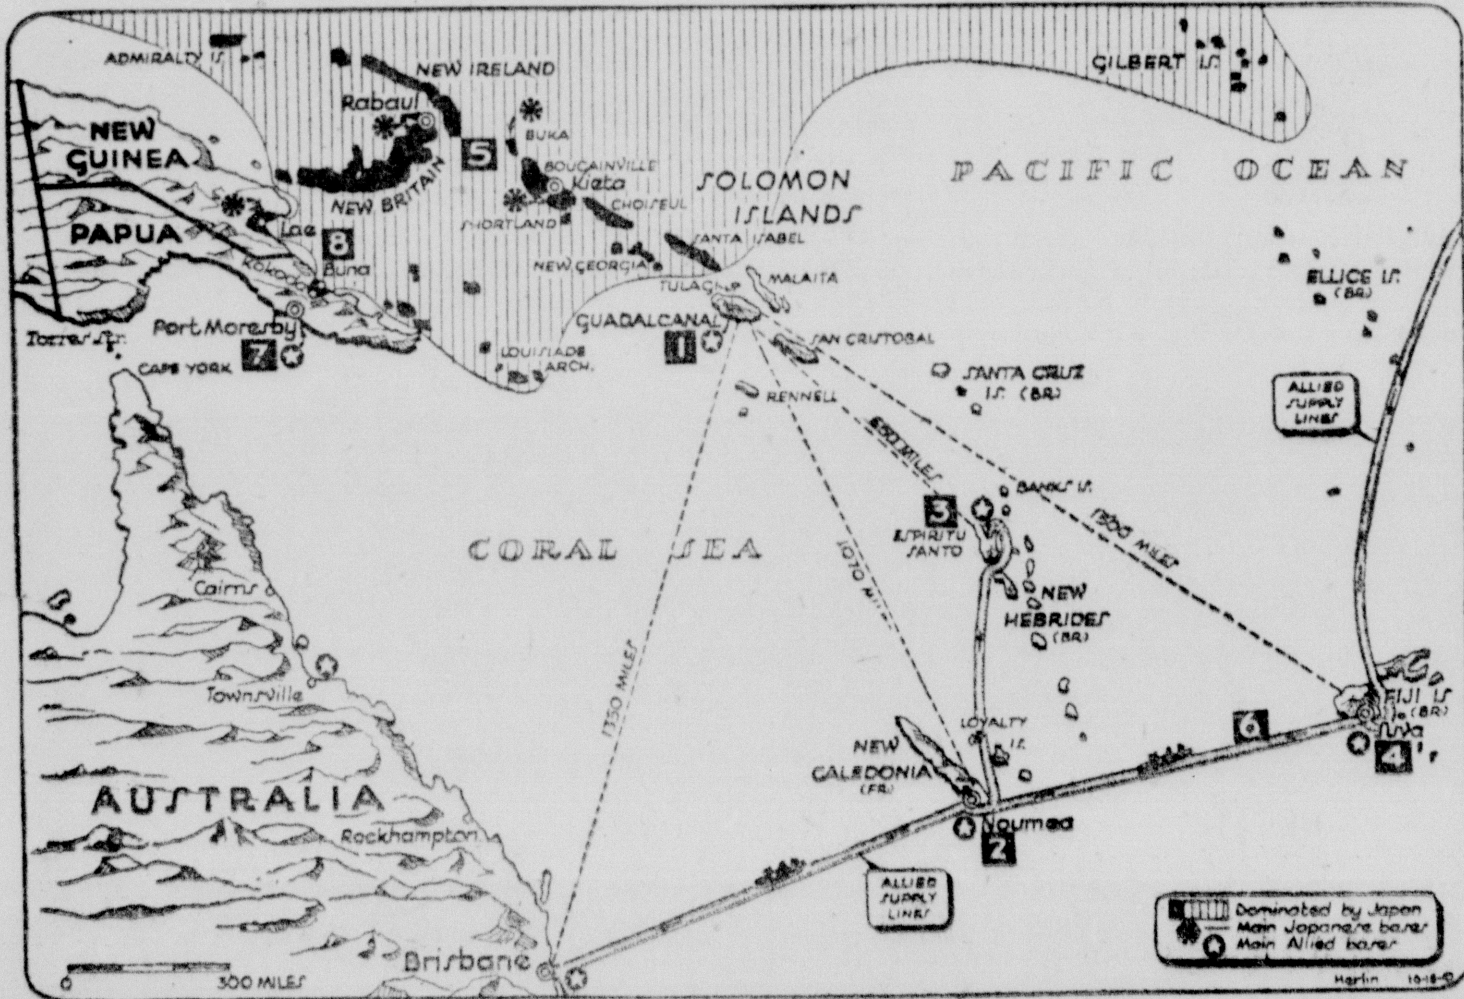 ADMIRALTY IS.
NEW IRELAND
GILBERT IS.
Rabaul
BUKA
NEW
GUINEA
5
BOUGAINVILLE
Kieta
PACIFIC OCEAN
SOLOMON
ISLANDS
NEW BRITAIN
SHORTLAND
CHOISEUL
PAPUA
Lae
8
SANTA ISABEL
NEW GEORGIA
Kokoda
Buna
TULAGI
MALAITA
ELLICE IS.
(BR)
Port Moresby
GUADALCANAL
1
SAN CRISTOBAL
Torres Str.
7
CAPE YORK
LOUISIADE
ARCH.
RENNELL
SANTA CRUZ
IS. (BR)
ALLIED
SUPPLY
LINES
650 MILES
BANKS IS.
3
ESPIRITU
SANTO
1300 MILES
CORAL SEA
1070 MILES
Cairns
NEW
HEBRIDES
(BR)
1350 MILES
Townsville
LOYALTY
IS.
6
FIJI IS
(BR)
Suva
4
NEW
CALEDONIA
(FR)
AUSTRALIA
Rockhampton
Noumea
2
ALLIED
SUPPLY
LINES
Dominated by Japan
Main Japanese bases
Main Allied bases
Brisbane
0 300 MILES